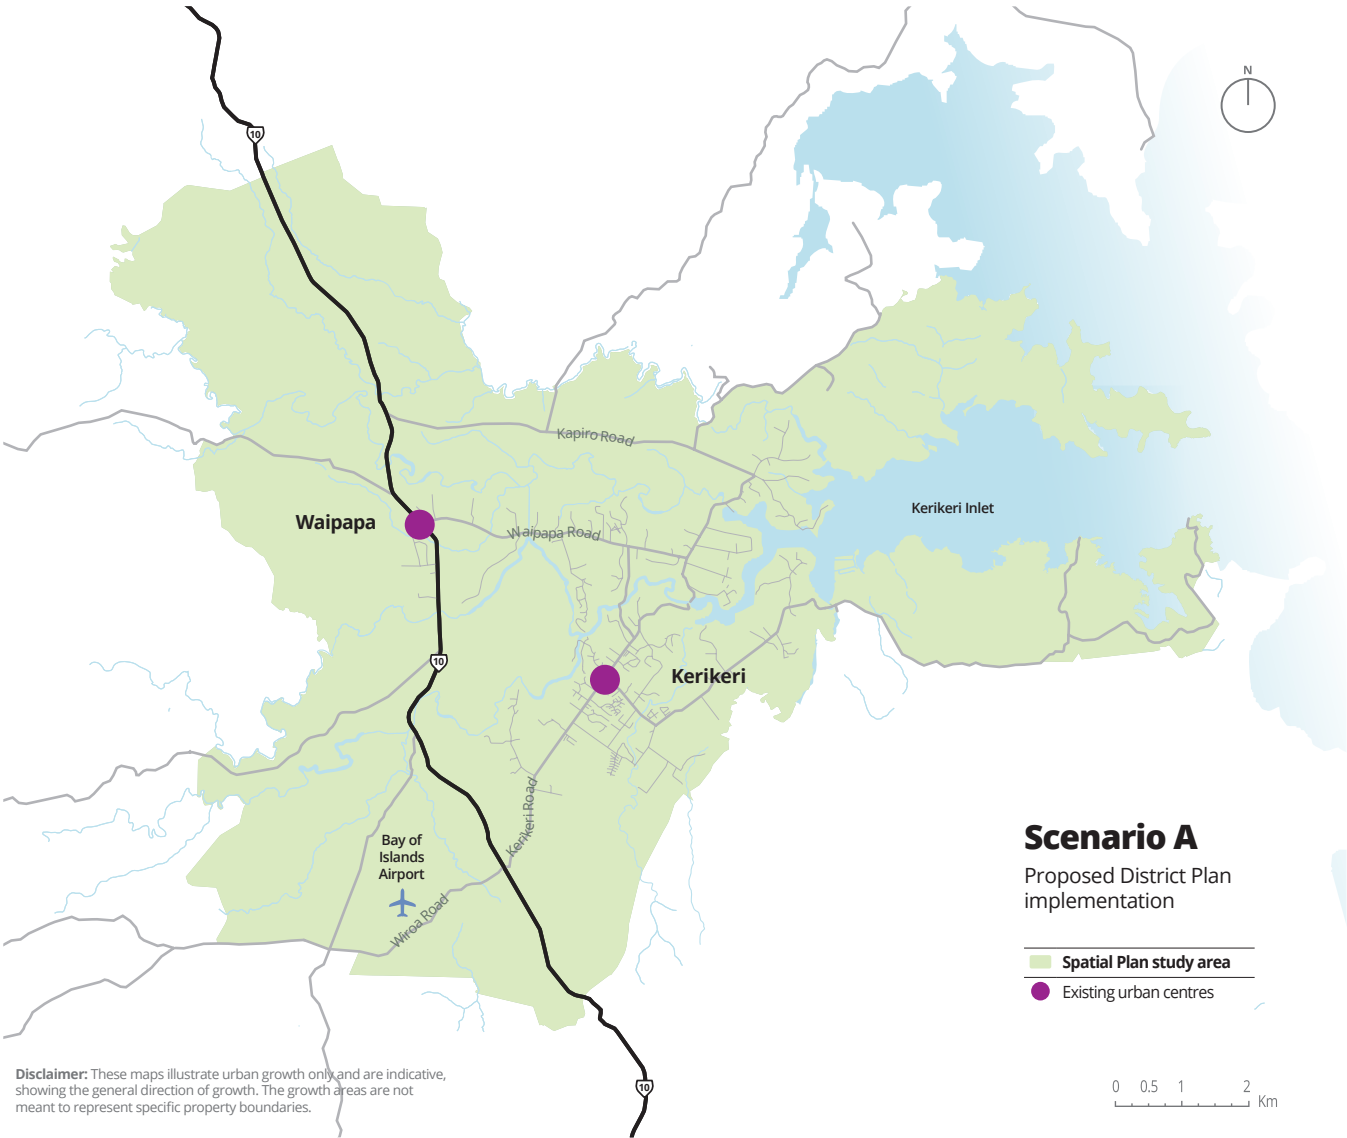 N
10
Kapiro Road
Kerikeri Inlet
Waipapa
Waipapa Road
10
Kerikeri
Kerikeri Road
Bay of
Islands
Airport
Wiroa Road
Scenario A
Proposed District Plan
implementation
Spatial Plan study area
Existing urban centres
Disclaimer: These maps illustrate urban growth only and are indicative,
showing the general direction of growth. The growth areas are not
meant to represent specific property boundaries.
10
0 0.5 1 2
Km